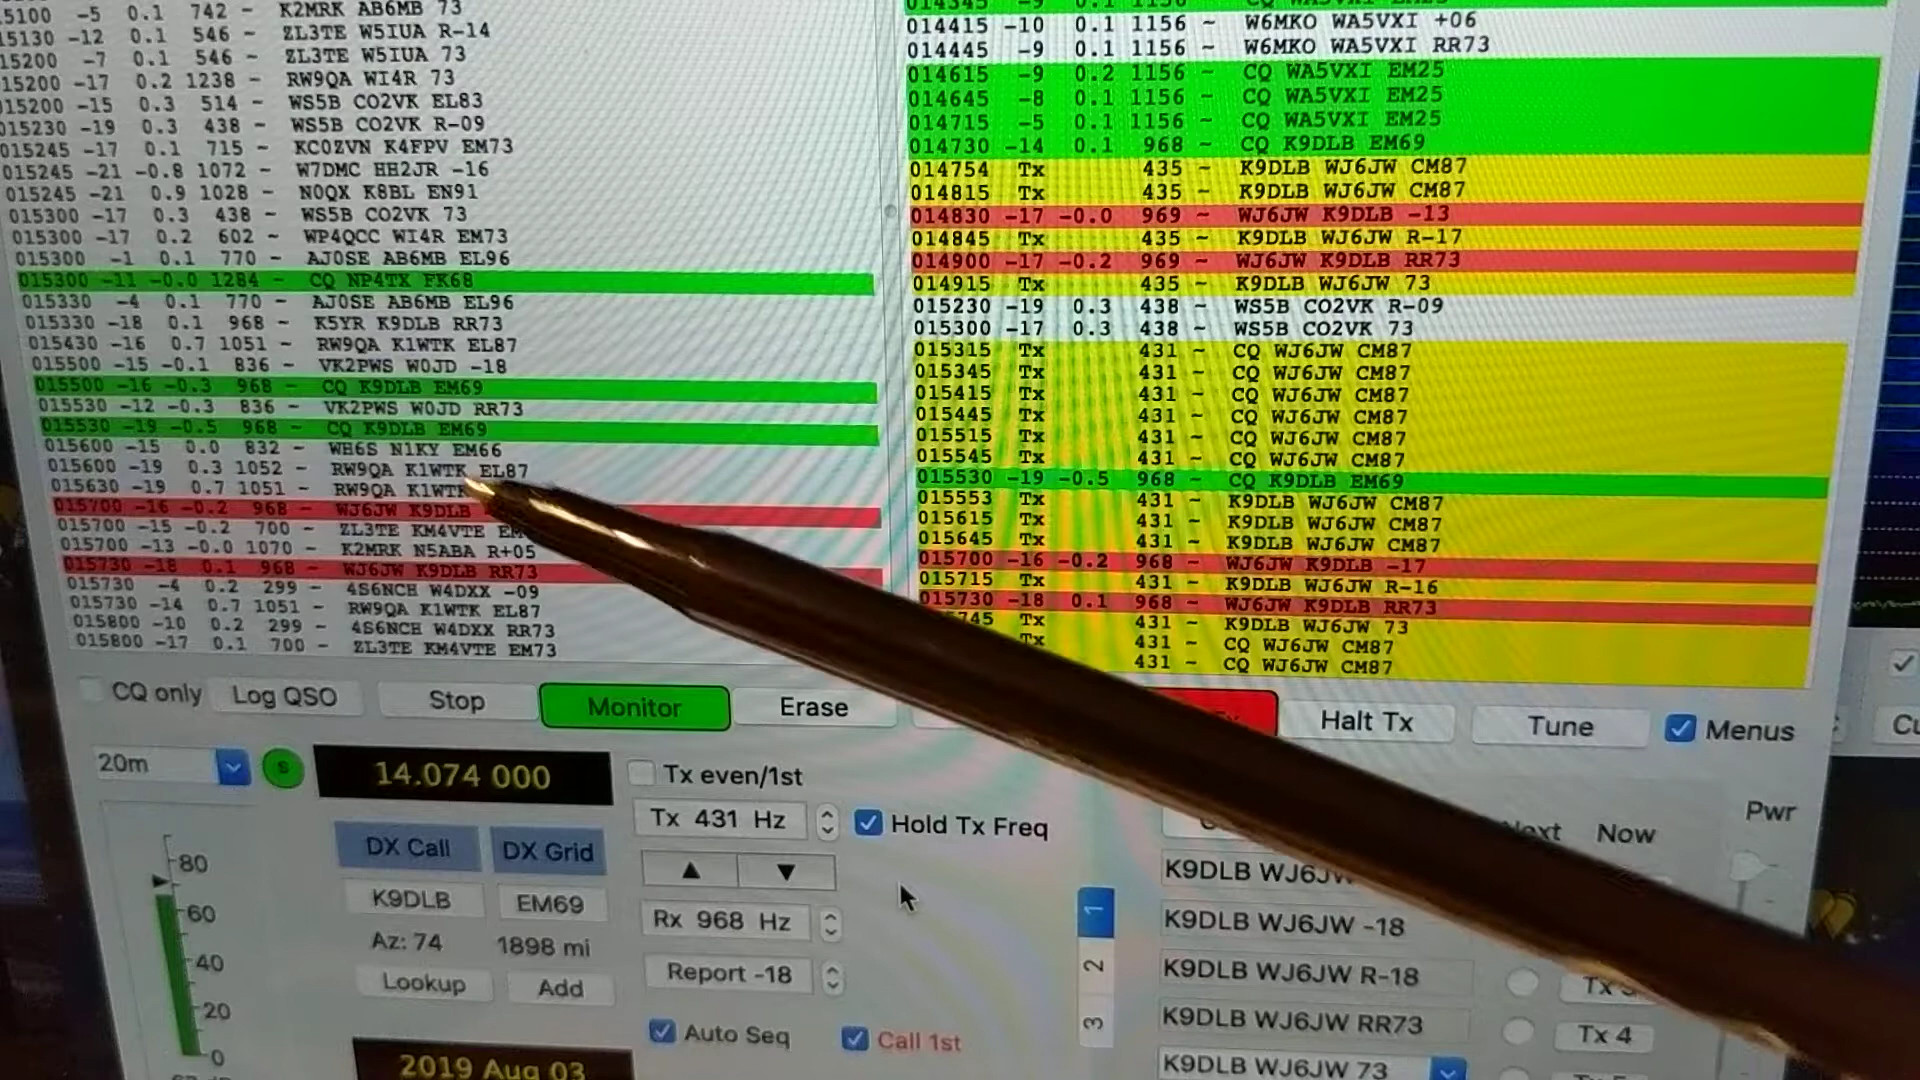 15100 -5 0.1 742 ~ K2MRK AB6MB 73
15130 -12 0.1 546 ~ ZL3TE W5IUA R-14
15200 -7 0.1 546 ~ ZL3TE W5IUA 73
15200 -17 0.2 1238 ~ RW9QA WI4R 73
015200 -15 0.3 514 ~ WS5B CO2VK EL83
015230 -19 0.3 438 ~ WS5B CO2VK R-09
015245 -17 0.1 715 ~ KC0ZVN K4FPV EM73
015245 -21 -0.8 1072 ~ W7DMC HH2JR -16
015245 -21 0.9 1028 ~ N0QX K8BL EN91
015300 -17 0.3 438 ~ WS5B CO2VK 73
015300 -17 0.2 602 ~ WP4QCC WI4R EM73
015300 -1 0.1 770 ~ AJ0SE AB6MB EL96
015300 -11 -0.0 1284 ~ CQ NP4TX FK68
015330 -4 0.1 770 ~ AJ0SE AB6MB EL96
015330 -18 0.1 968 ~ K5YR K9DLB RR73
015430 -16 0.7 1051 ~ RW9QA K1WTK EL87
015500 -15 -0.1 836 ~ VK2PWS W0JD -18
015500 -16 -0.3 968 ~ CQ K9DLB EM69
015530 -12 -0.3 836 ~ VK2PWS W0JD RR73
015530 -19 -0.5 968 ~ CQ K9DLB EM69
015600 -15 0.0 832 ~ WH6S N1KY EM66
015600 -19 0.3 1052 ~ RW9QA K1WTK EL87
015630 -19 0.7 1051 ~ RW9QA K1WTK
015700 -16 -0.2 968 ~ WJ6JW K9DLB
015700 -15 -0.2 700 ~ ZL3TE KM4VTE
015700 -13 -0.0 1070 ~ K2MRK N5ABA R+05
015730 -18 0.1 968 ~ WJ6JW K9DLB RR73
015730 -4 0.2 299 ~ 4S6NCH W4DXX -09
015730 -14 0.7 1051 ~ RW9QA K1WTK EL87
015800 -10 0.2 299 ~ 4S6NCH W4DXX RR73
015800 -17 0.1 700 ~ ZL3TE KM4VTE EM73
014415 -10 0.1 1156 ~ W6MKO WA5VXI +06
014445 -9 0.1 1156 ~ W6MKO WA5VXI RR73
014615 -9 0.2 1156 ~ CQ WA5VXI EM25
014645 -8 0.1 1156 ~ CQ WA5VXI EM25
014715 -5 0.1 1156 ~ CQ WA5VXI EM25
014730 -14 0.1 968 ~ CQ K9DLB EM69
014754 Tx 435 ~ K9DLB WJ6JW CM87
014815 Tx 435 ~ K9DLB WJ6JW CM87
014830 -17 -0.0 969 ~ WJ6JW K9DLB -13
014845 Tx 435 ~ K9DLB WJ6JW R-17
014900 -17 -0.2 969 ~ WJ6JW K9DLB RR73
014915 Tx 435 ~ K9DLB WJ6JW 73
015230 -19 0.3 438 ~ WS5B CO2VK R-09
015300 -17 0.3 438 ~ WS5B CO2VK 73
015315 Tx 431 ~ CQ WJ6JW CM87
015345 Tx 431 ~ CQ WJ6JW CM87
015415 Tx 431 ~ CQ WJ6JW CM87
015445 Tx 431 ~ CQ WJ6JW CM87
015515 Tx 431 ~ CQ WJ6JW CM87
015545 Tx 431 ~ CQ WJ6JW CM87
015530 -19 -0.5 968 ~ CQ K9DLB EM69
015553 Tx 431 ~ K9DLB WJ6JW CM87
015615 Tx 431 ~ K9DLB WJ6JW CM87
015645 Tx 431 ~ K9DLB WJ6JW CM87
015700 -16 -0.2 968 ~ WJ6JW K9DLB -17
015715 Tx 431 ~ K9DLB WJ6JW R-16
015730 -18 0.1 968 ~ WJ6JW K9DLB RR73
745 Tx 431 ~ K9DLB WJ6JW 73
Tx 431 ~ CQ WJ6JW CM87
431 ~ CQ WJ6JW CM87
CQ only Log QSO Stop Monitor Erase Halt Tx Tune Menus
20m S 14.074 000 Tx even/1st
Tx 431 Hz Hold Tx Freq
Next Now Pwr
DX Call DX Grid
K9DLB EM69
Az: 74 1898 mi
Lookup Add
Rx 968 Hz
Report -18
Auto Seq Call 1st
80
60
40
20
0
2019 Aug 03
1
2
3
K9DLB WJ6JW
K9DLB WJ6JW -18
K9DLB WJ6JW R-18
K9DLB WJ6JW RR73 Tx 4
K9DLB WJ6JW 73